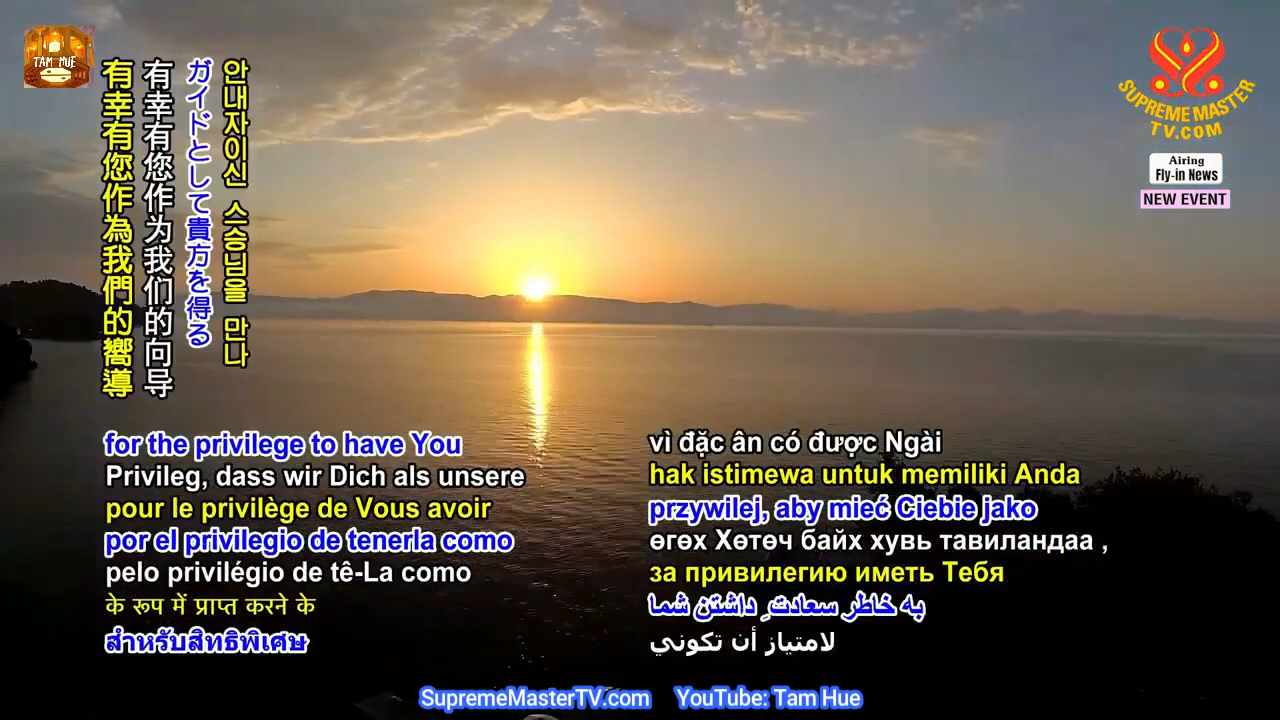 TAM HUE
SUPREME MASTER
TV.COM
Airing
Fly-in News
NEW EVENT
안내자이신 스승님을 만나
ガイドとして貴方を得る
有幸有您作为我们的向导
有幸有您作為我們的嚮導
for the privilege to have You
Privileg, dass wir Dich als unsere
pour le privilège de Vous avoir
por el privilegio de tenerla como
pelo privilégio de tê-La como
के रूप में प्राप्त करने के
สำหรับสิทธิพิเศษ
vì đặc ân có được Ngài
hak istimewa untuk memiliki Anda
przywilej, aby mieć Ciebie jako
өгөх Хөтөч байх хувь тавиландаа ,
за привилегию иметь Тебя
به خاطر سعادتِ داشتن شما
لامتياز أن تكوني
SupremeMasterTV.com YouTube: Tam Hue